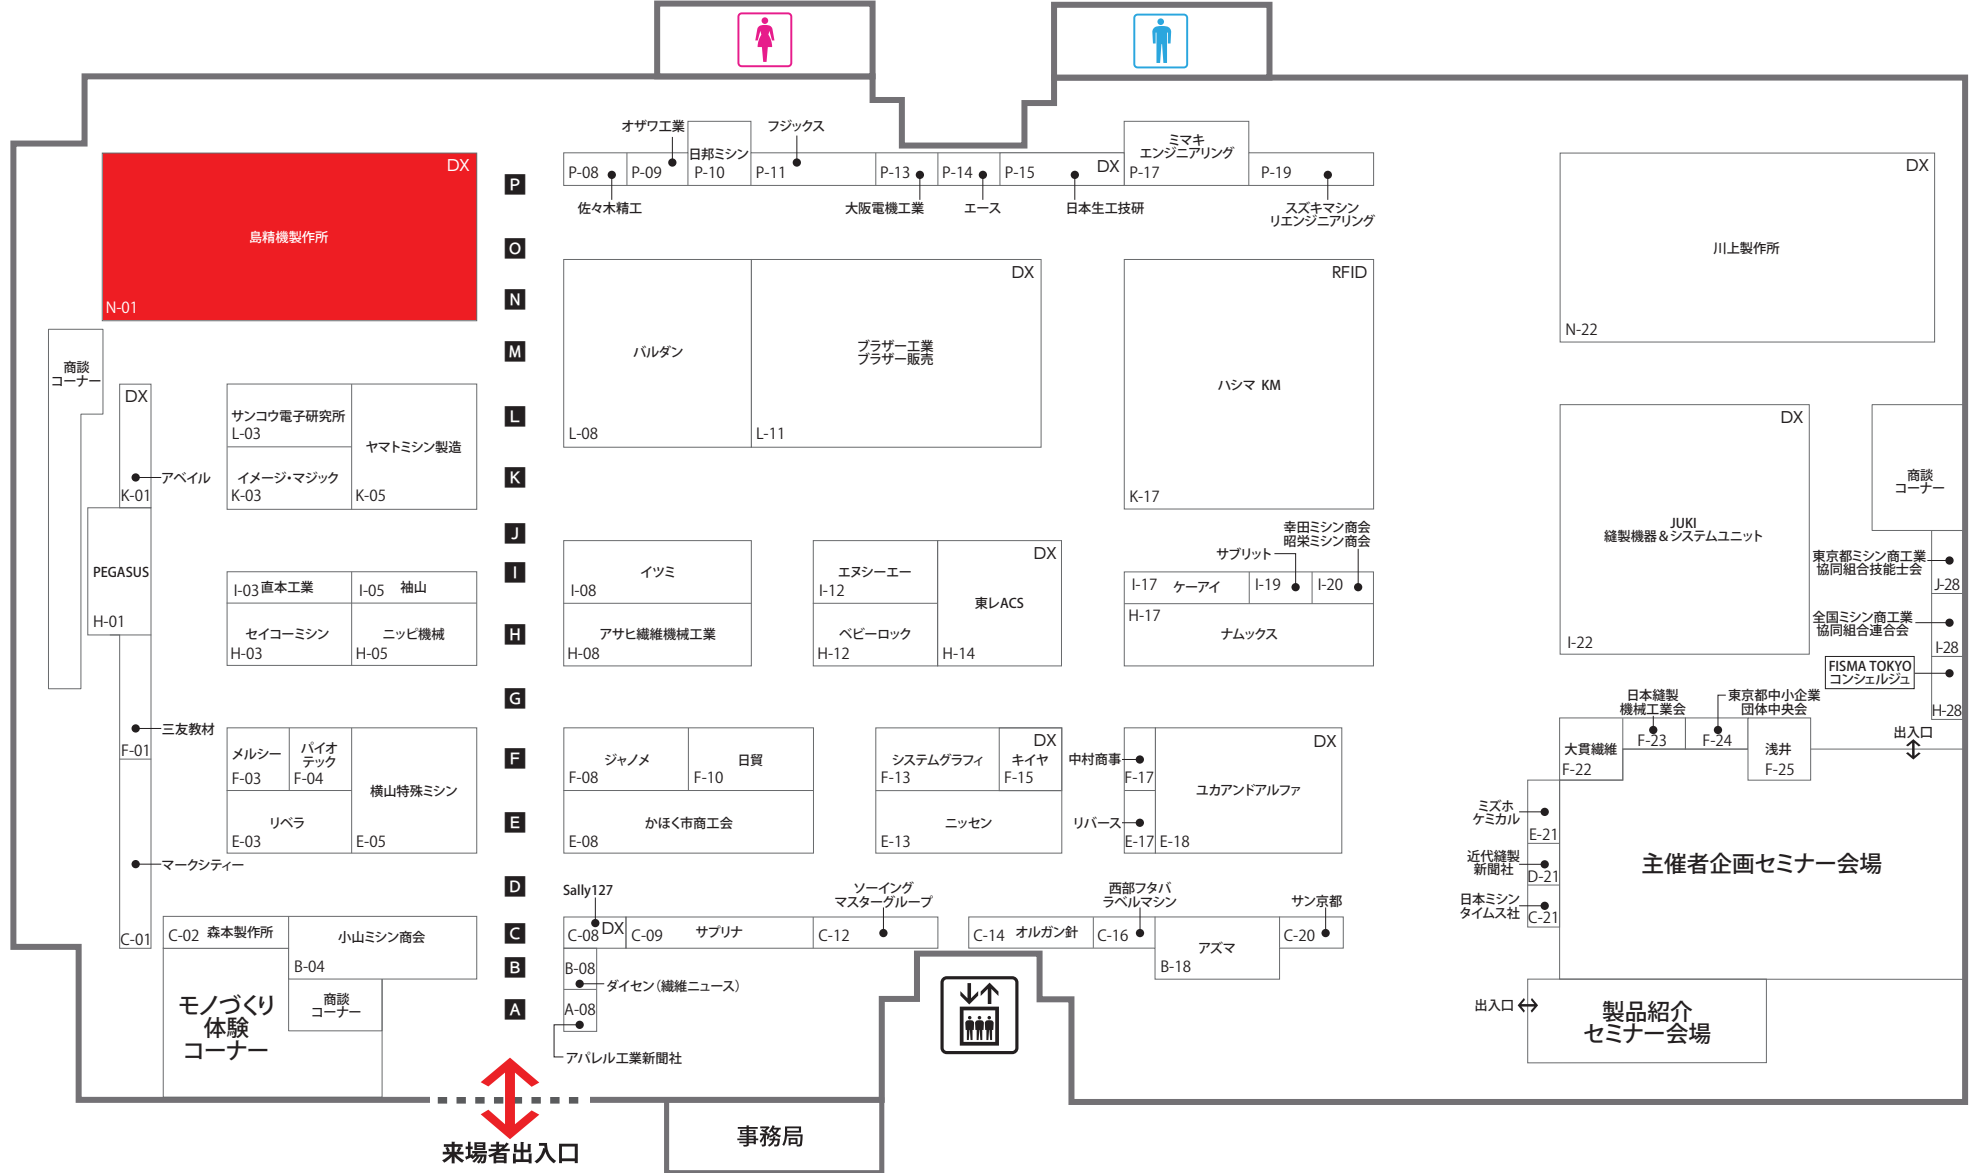 オザワ工業
フジックス
日邦ミシン
ミマキ
エンジニアリング
P-08
P-09
P-10
P-11
P-13
P-14
P-15
DX
P-17
P-19
佐々木精工
大阪電機工業
エース
日本生工技研
スズキマシン
リエンジニアリング
P
O
N
M
L
K
J
I
H
G
F
E
D
C
B
A
DX
島精機製作所
N-01
DX
川上製作所
N-22
バルダン
L-08
DX
ブラザー工業
ブラザー販売
L-11
RFID
ハシマ KM
K-17
商談
コーナー
DX
アベイル
K-01
サンコウ電子研究所
L-03
イメージ・マジック
K-03
ヤマトミシン製造
K-05
DX
JUKI
縫製機器＆システムユニット
I-22
商談
コーナー
PEGASUS
H-01
I-03 直本工業
I-05 袖山
セイコーミシン
H-03
ニッピ機械
H-05
イツミ
I-08
アサヒ繊維機械工業
H-08
エヌシーエー
I-12
ベビーロック
H-12
DX
東レACS
H-14
幸田ミシン商会
昭栄ミシン商会
サブリット
I-17 ケーアイ
I-19
I-20
H-17
ナムックス
東京都ミシン商工業
協同組合技能士会
J-28
全国ミシン商工業
協同組合連合会
I-28
FISMA TOKYO
コンシェルジュ
H-28
三友教材
F-01
メルシー
F-03
パイオ
テック
F-04
横山特殊ミシン
E-05
リベラ
E-03
ジャノメ
F-08
日貿
F-10
かほく市商工会
E-08
システムグラフィ
F-13
DX
キイヤ
F-15
ニッセン
E-13
中村商事
F-17
リバース
E-17
DX
ユカアンドアルファ
E-18
日本縫製
機械工業会
F-23
東京都中小企業
団体中央会
F-24
大貫繊維
F-22
浅井
F-25
出入口
ミズホ
ケミカル
E-21
近代縫製
新聞社
D-21
日本ミシン
タイムス社
C-21
主催者企画セミナー会場
マークシティー
C-01
C-02 森本製作所
小山ミシン商会
B-04
Sally127
C-08
DX
C-09 サプリナ
ソーイング
マスターグループ
C-12
C-14 オルガン針
西部フタバ
ラベルマシン
C-16
アズマ
B-18
サン京都
C-20
B-08
ダイセン（繊維ニュース）
A-08
アパレル工業新聞社
モノづくり
体験
コーナー
商談
コーナー
出入口
製品紹介
セミナー会場
来場者出入口
事務局